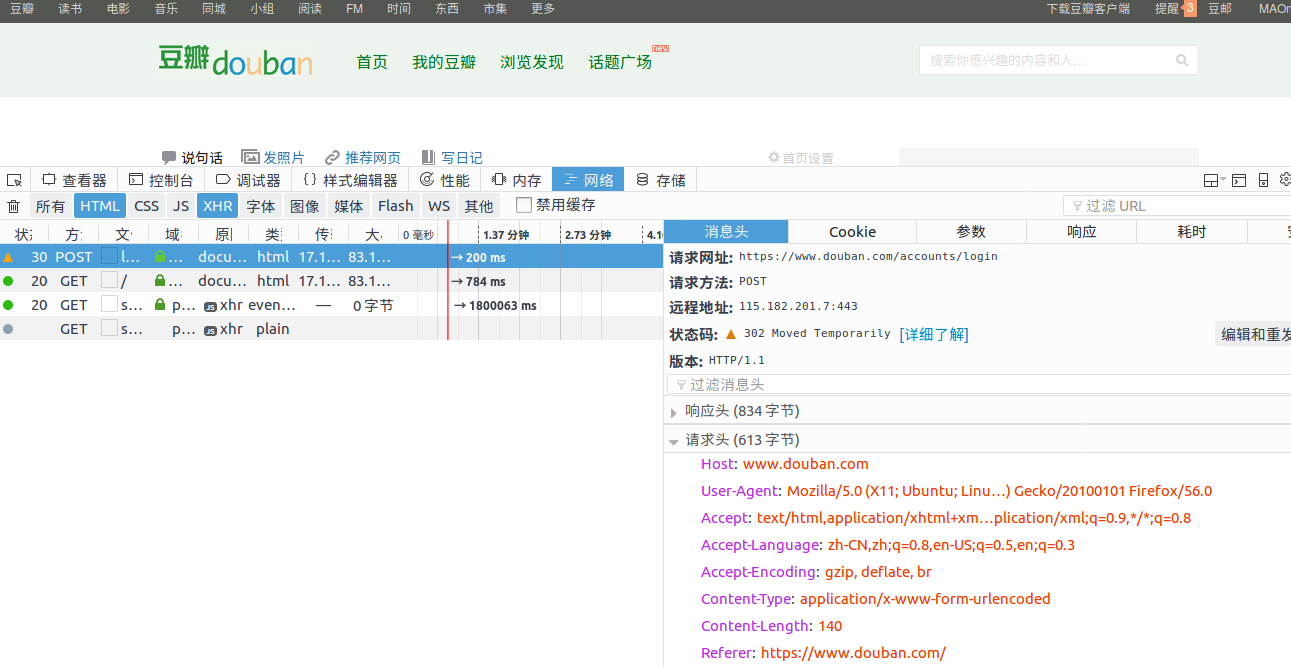 豆瓣 读书 电影 音乐 同城 小组 阅读 FM 时间 东西 市集 更多 下载豆瓣客户端 提醒 3 豆邮
豆瓣douban 首页 我的豆瓣 浏览发现 话题广场 new 搜索你感兴趣的内容和人...
说句话 发照片 推荐网页 写日记 首页设置
查看器 控制台 调试器 {} 样式编辑器 性能 内存 网络 存储
所有 HTML CSS JS XHR 字体 图像 媒体 Flash WS 其他 禁用缓存 过滤 URL
0 毫秒 1.37 分钟 2.73 分钟
30 POST l... ... docu... html 17.1... 83.1... → 200 ms
20 GET / ... docu... html 17.1... 83.1... → 784 ms
20 GET s... p... JS xhr even... — 0 字节 → 1800063 ms
GET s... p... JS xhr plain
消息头 Cookie 参数 响应 耗时
请求网址: https://www.douban.com/accounts/login
请求方法: POST
远程地址: 115.182.201.7:443
状态码: 302 Moved Temporarily [详细了解] 编辑和重发
版本: HTTP/1.1
过滤消息头
响应头 (834 字节)
请求头 (613 字节)
Host: www.douban.com
User-Agent: Mozilla/5.0 (X11; Ubuntu; Linu…) Gecko/20100101 Firefox/56.0
Accept: text/html,application/xhtml+xm…plication/xml;q=0.9,*/*;q=0.8
Accept-Language: zh-CN,zh;q=0.8,en-US;q=0.5,en;q=0.3
Accept-Encoding: gzip, deflate, br
Content-Type: application/x-www-form-urlencoded
Content-Length: 140
Referer: https://www.douban.com/